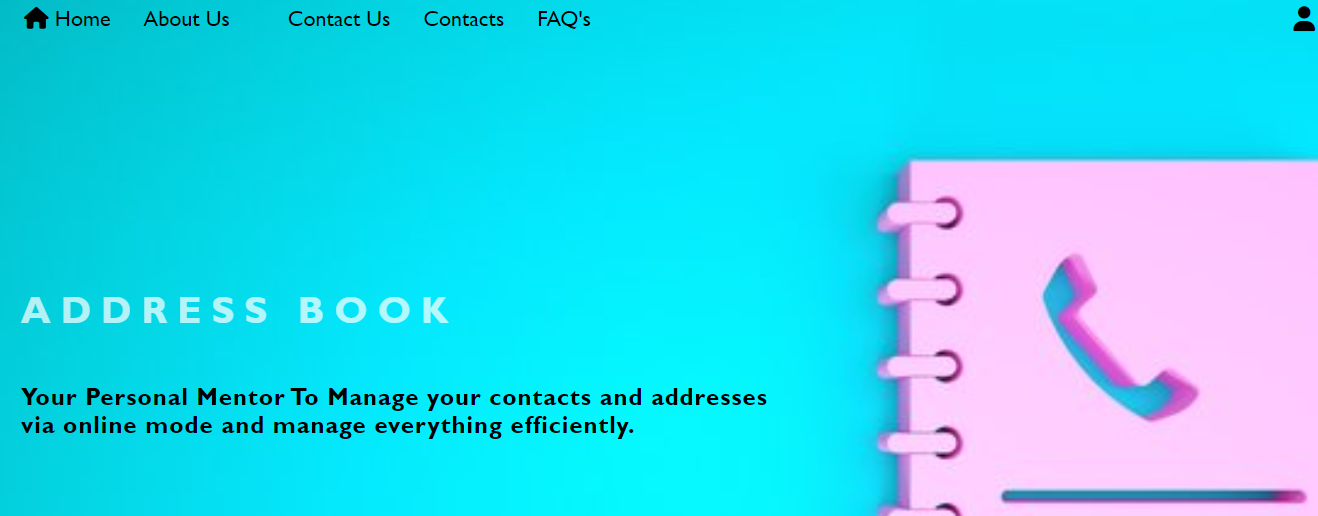 Home About Us Contact Us Contacts FAQ's
ADDRESS BOOK
Your Personal Mentor To Manage your contacts and addresses
via online mode and manage everything efficiently.